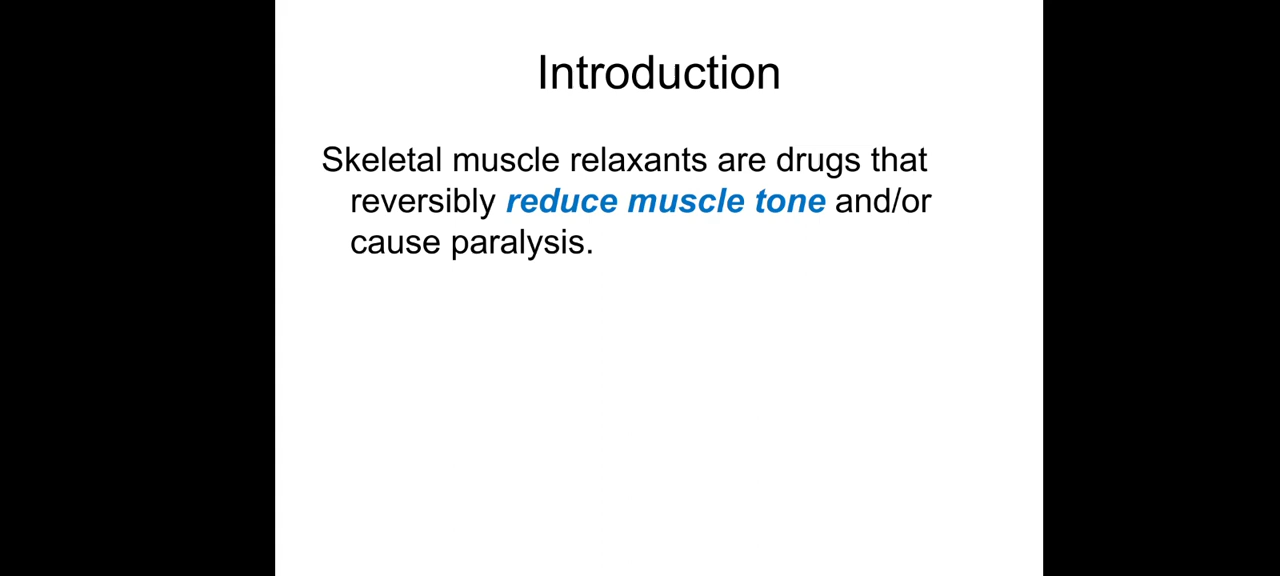 Introduction
Skeletal muscle relaxants are drugs that
reversibly reduce muscle tone and/or
cause paralysis.